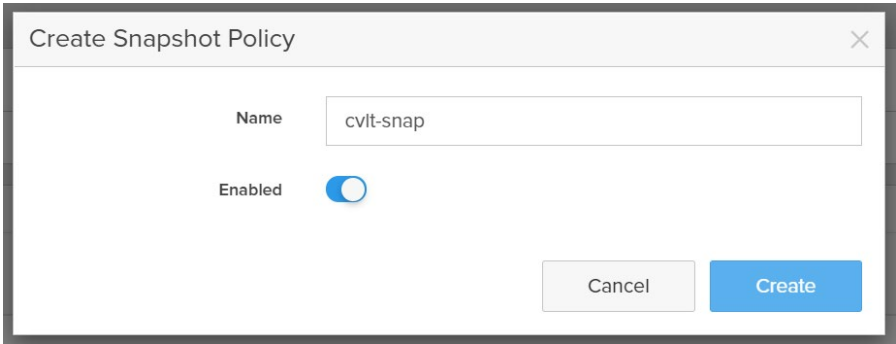 Create Snapshot Policy
Name
cvlt-snap
Enabled
Cancel
Create